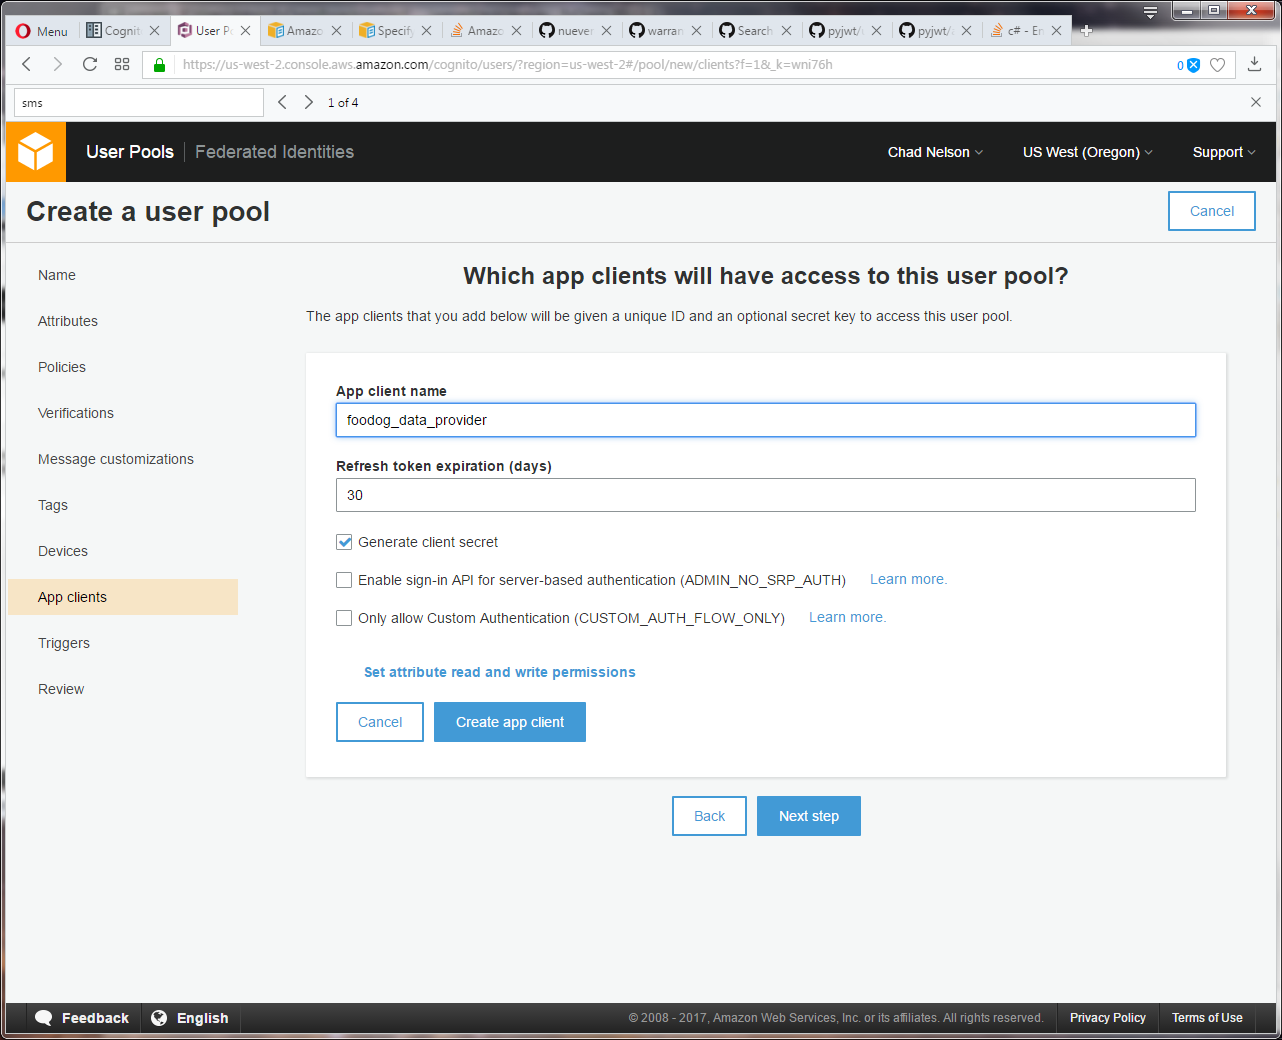 Menu
Cognit
User P
Amazo
Specify
Amazo
nuever
warran
Search
pyjwt/
pyjwt/
c# - En
https://us-west-2.console.aws.amazon.com/cognito/users/?region=us-west-2#/pool/new/clients?f=1&_k=wni76h
0
sms
1 of 4
User Pools
Federated Identities
Chad Nelson
US West (Oregon)
Support
Create a user pool
Cancel
Name
Attributes
Policies
Verifications
Message customizations
Tags
Devices
App clients
Triggers
Review
Which app clients will have access to this user pool?
The app clients that you add below will be given a unique ID and an optional secret key to access this user pool.
App client name
foodog_data_provider
Refresh token expiration (days)
30
Generate client secret
Enable sign-in API for server-based authentication (ADMIN_NO_SRP_AUTH) Learn more.
Only allow Custom Authentication (CUSTOM_AUTH_FLOW_ONLY) Learn more.
Set attribute read and write permissions
Cancel
Create app client
Back
Next step
Feedback
English
© 2008 - 2017, Amazon Web Services, Inc. or its affiliates. All rights reserved.
Privacy Policy
Terms of Use